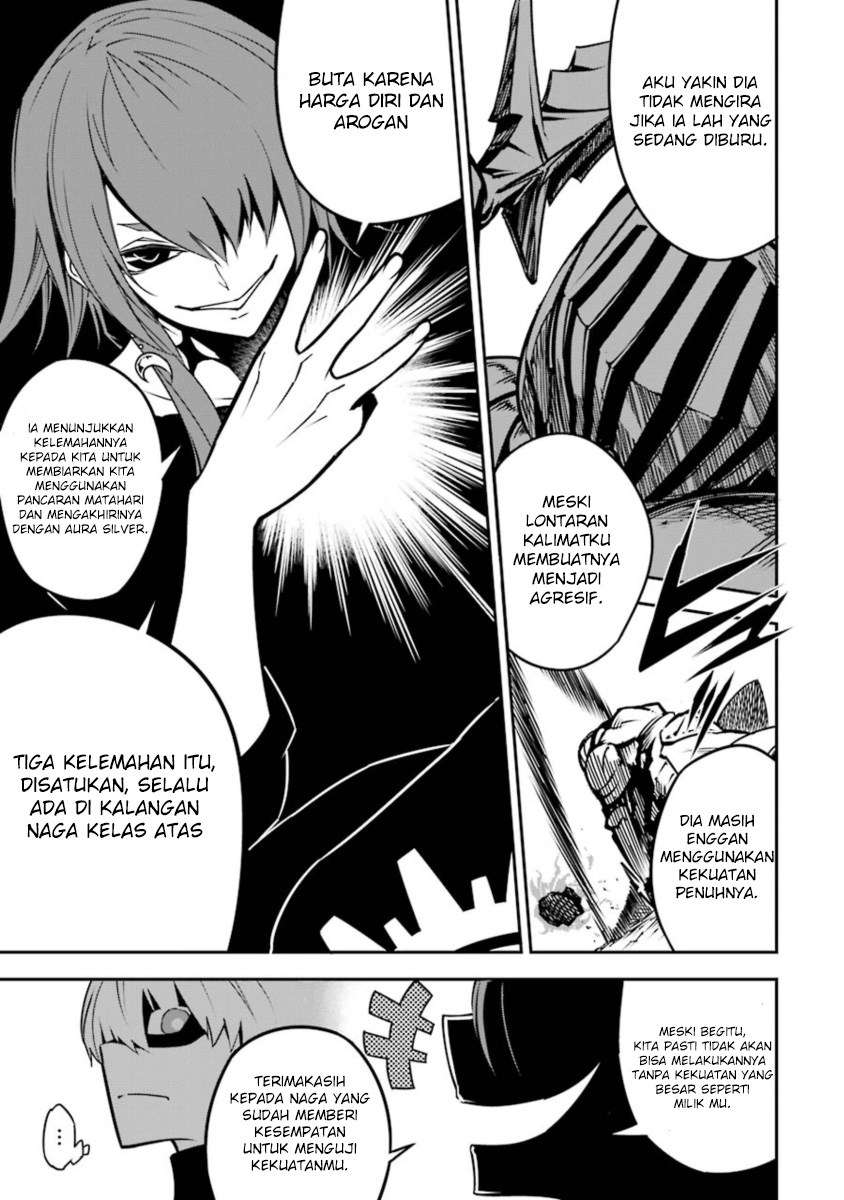 AKU YAKIN DIA
TIDAK MENGIRA
JIKA IA LAH YANG
SEDANG DIBURU.
MESKI
LONTARAN
KALIMATKU
MEMBUATNYA
MENJADI
AGRESIF.
DIA MASIH
ENGGAN
MENGGUNAKAN
KEKUATAN
PENUHNYA.
BUTA KARENA
HARGA DIRI DAN
AROGAN
IA MENUNJUKKAN
KELEMAHANNYA
KEPADA KITA UNTUK
MEMBIARKAN KITA
MENGGUNAKAN
PANCARAN MATAHARI
DAN MENGAKHIRINYA
DENGAN AURA SILVER.
TIGA KELEMAHAN ITU,
DISATUKAN, SELALU
ADA DI KALANGAN
NAGA KELAS ATAS
MESKI BEGITU,
KITA PASTI TIDAK AKAN
BISA MELAKUKANNYA
TANPA KEKUATAN YANG
BESAR SEPERTI
MILIK MU.
TERIMAKASIH
KEPADA NAGA YANG
SUDAH MEMBERI
KESEMPATAN
UNTUK MENGUJI
KEKUATANMU.
...